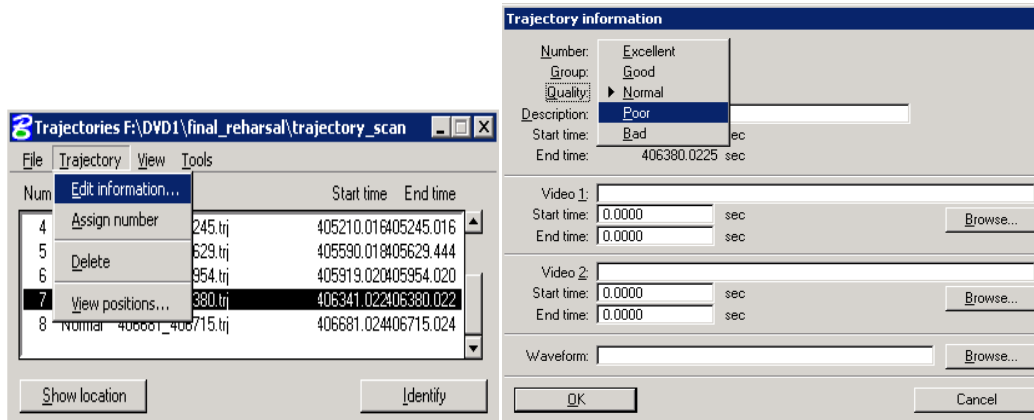 Trajectories F:\DVD1\final_reharsal\trajectory_scan
File Trajectory View Tools
Num Start time End time
Edit information...
Assign number
Delete
View positions...
4 245.trj 405210.016405245.016
5 629.trj 405590.018405629.444
6 954.trj 405919.020405954.020
7 380.trj 406341.022406380.022
8 Normal 406681_406715.trj 406681.024406715.024
Show location Identify
Trajectory information
Number:
Group:
Quality:
Description:
Excellent
Good
Normal
Poor
Bad
Start time: ec
End time: 406380.0225 sec
Video 1:
Start time: 0.0000 sec
End time: 0.0000 sec
Browse...
Video 2:
Start time: 0.0000 sec
End time: 0.0000 sec
Browse...
Waveform: Browse...
OK Cancel